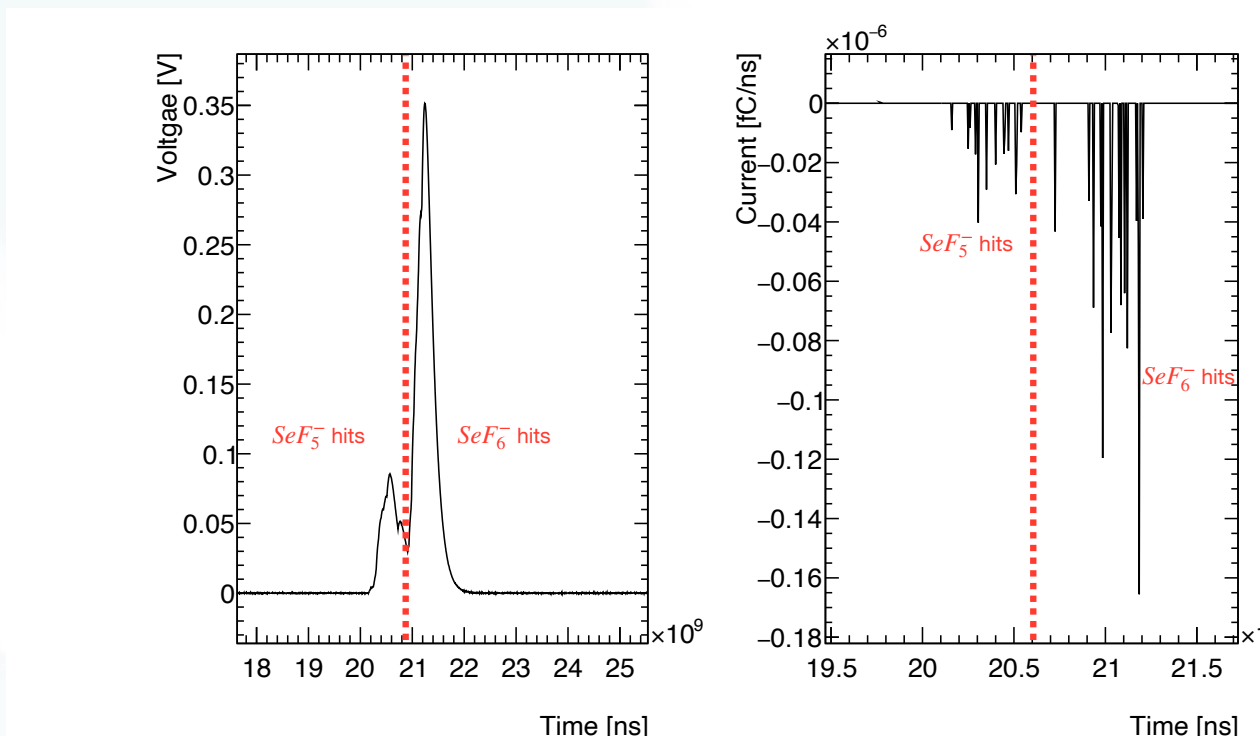 Voltgae [V]
0.35
0.3
0.25
0.2
0.15
0.1
0.05
0
SeF₅⁻ hits
SeF₆⁻ hits
×10⁹
18 19 20 21 22 23 24 25
Time [ns]
×10⁻⁶
Current [fC/ns]
0
−0.02
−0.04
−0.06
−0.08
−0.1
−0.12
−0.14
−0.16
−0.18
SeF₅⁻ hits
SeF₆⁻ hits
19.5 20 20.5 21 21.5
Time [ns]